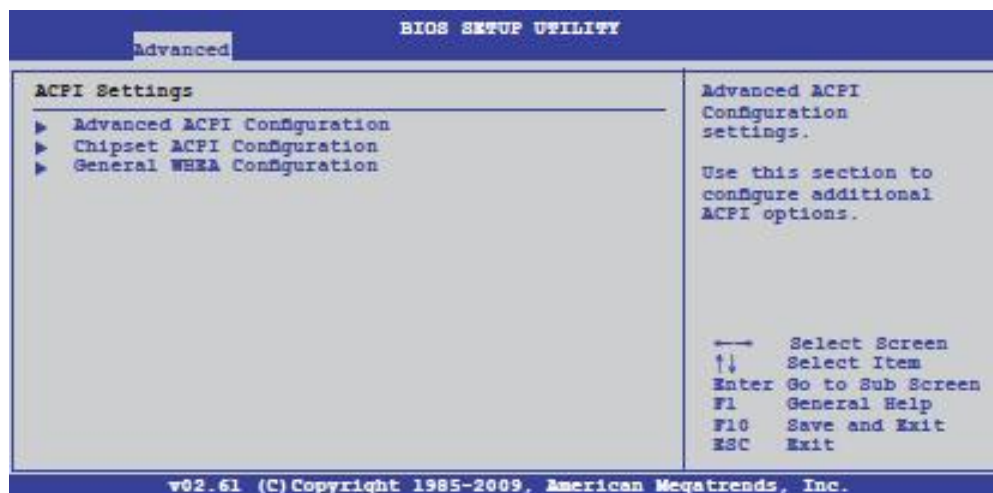 BIOS SETUP UTILITY
Advanced
ACPI Settings
Advanced ACPI Configuration
Chipset ACPI Configuration
General WHEA Configuration
Advanced ACPI
Configuration
settings.
Use this section to
configure additional
ACPI options.
←→ Select Screen
↑↓ Select Item
Enter Go to Sub Screen
F1 General Help
F10 Save and Exit
ESC Exit
v02.61 (C)Copyright 1985-2009, American Megatrends, Inc.